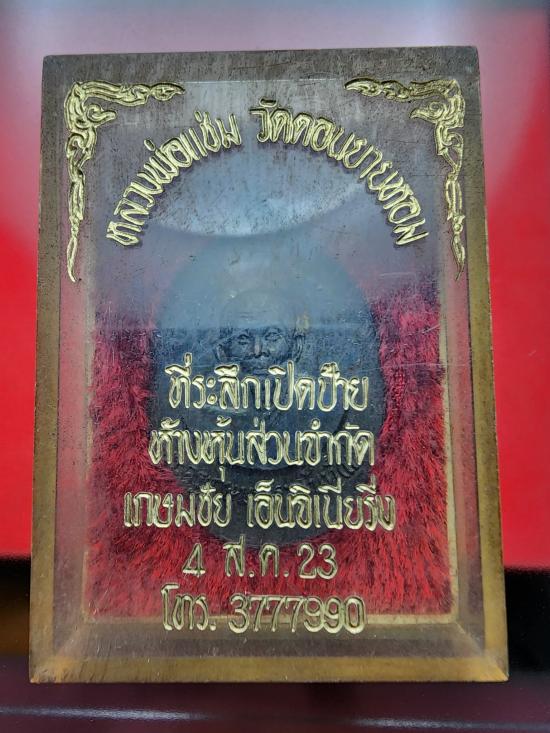 หลวงพ่อแช่ม วัดดอนยายหอม
ที่ระลึกเปิดป้าย
ห้างหุ้นส่วนจำกัด
เกษมชัย เอ็นจิเนียริ่ง
4 ส.ค. 23
โทร. 3777990